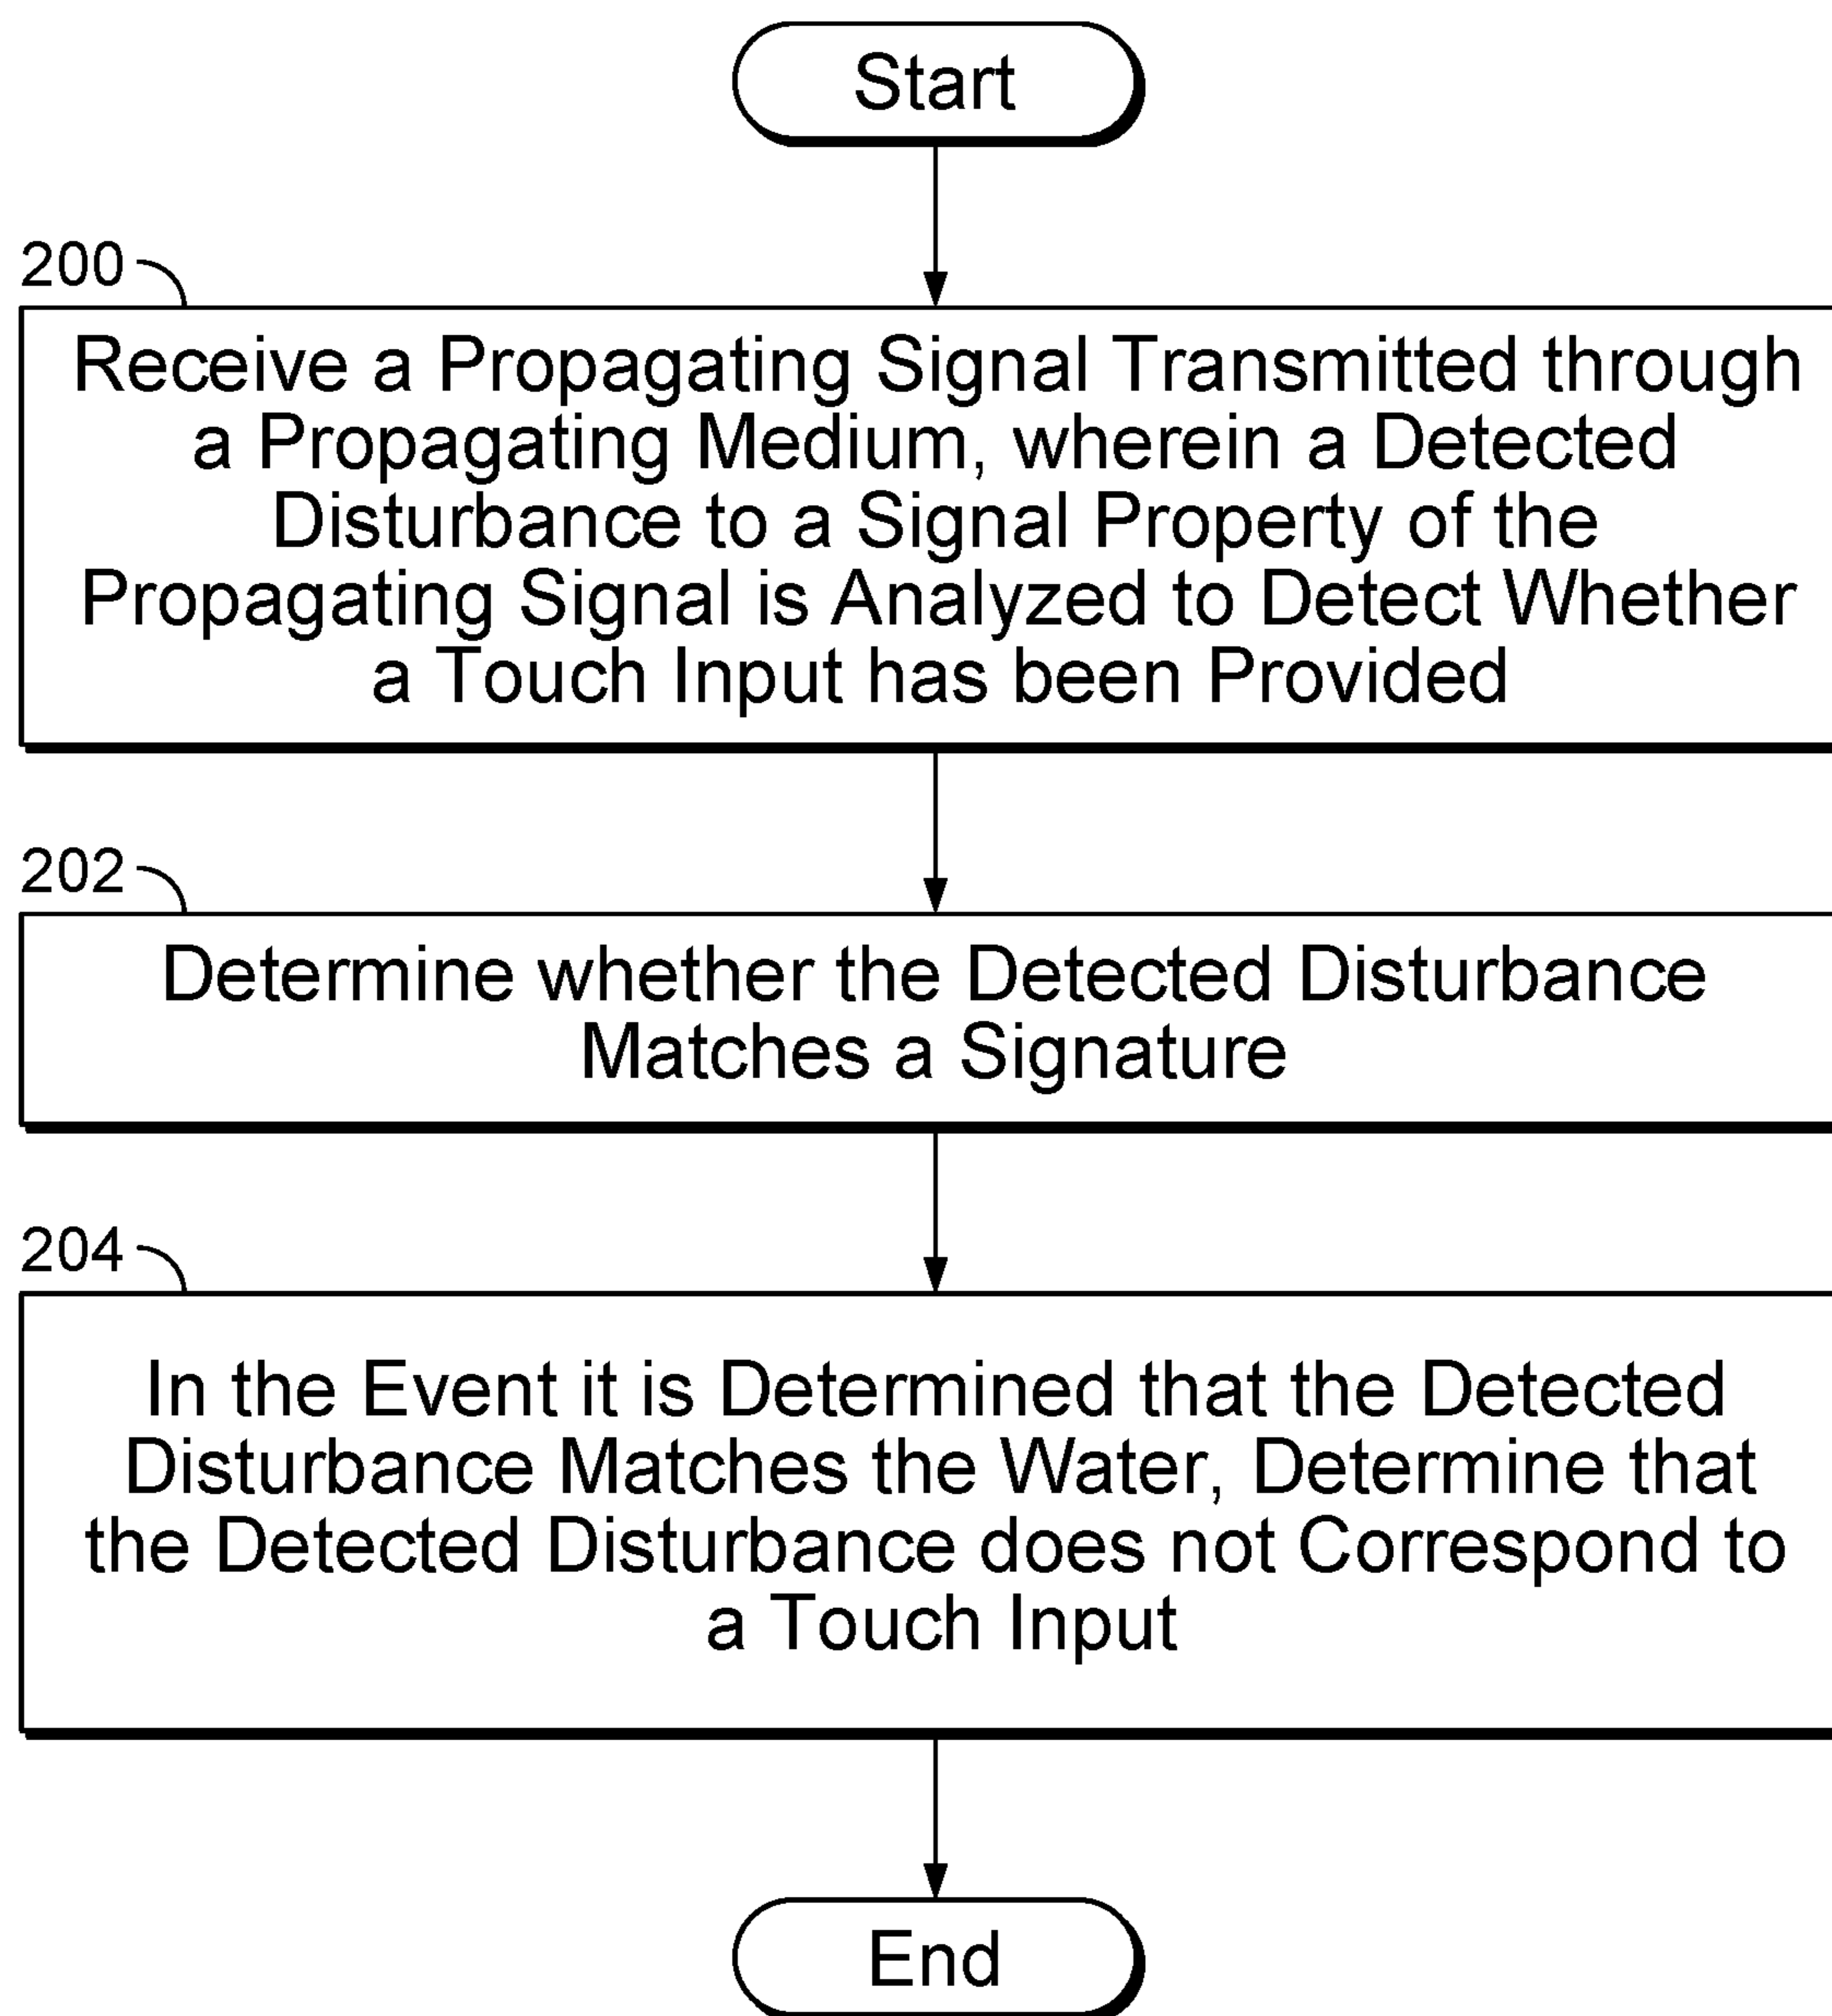 Start
200
Receive a Propagating Signal Transmitted through
a Propagating Medium, wherein a Detected
Disturbance to a Signal Property of the
Propagating Signal is Analyzed to Detect Whether
a Touch Input has been Provided
202
Determine whether the Detected Disturbance
Matches a Signature
204
In the Event it is Determined that the Detected
Disturbance Matches the Water, Determine that
the Detected Disturbance does not Correspond to
a Touch Input
End